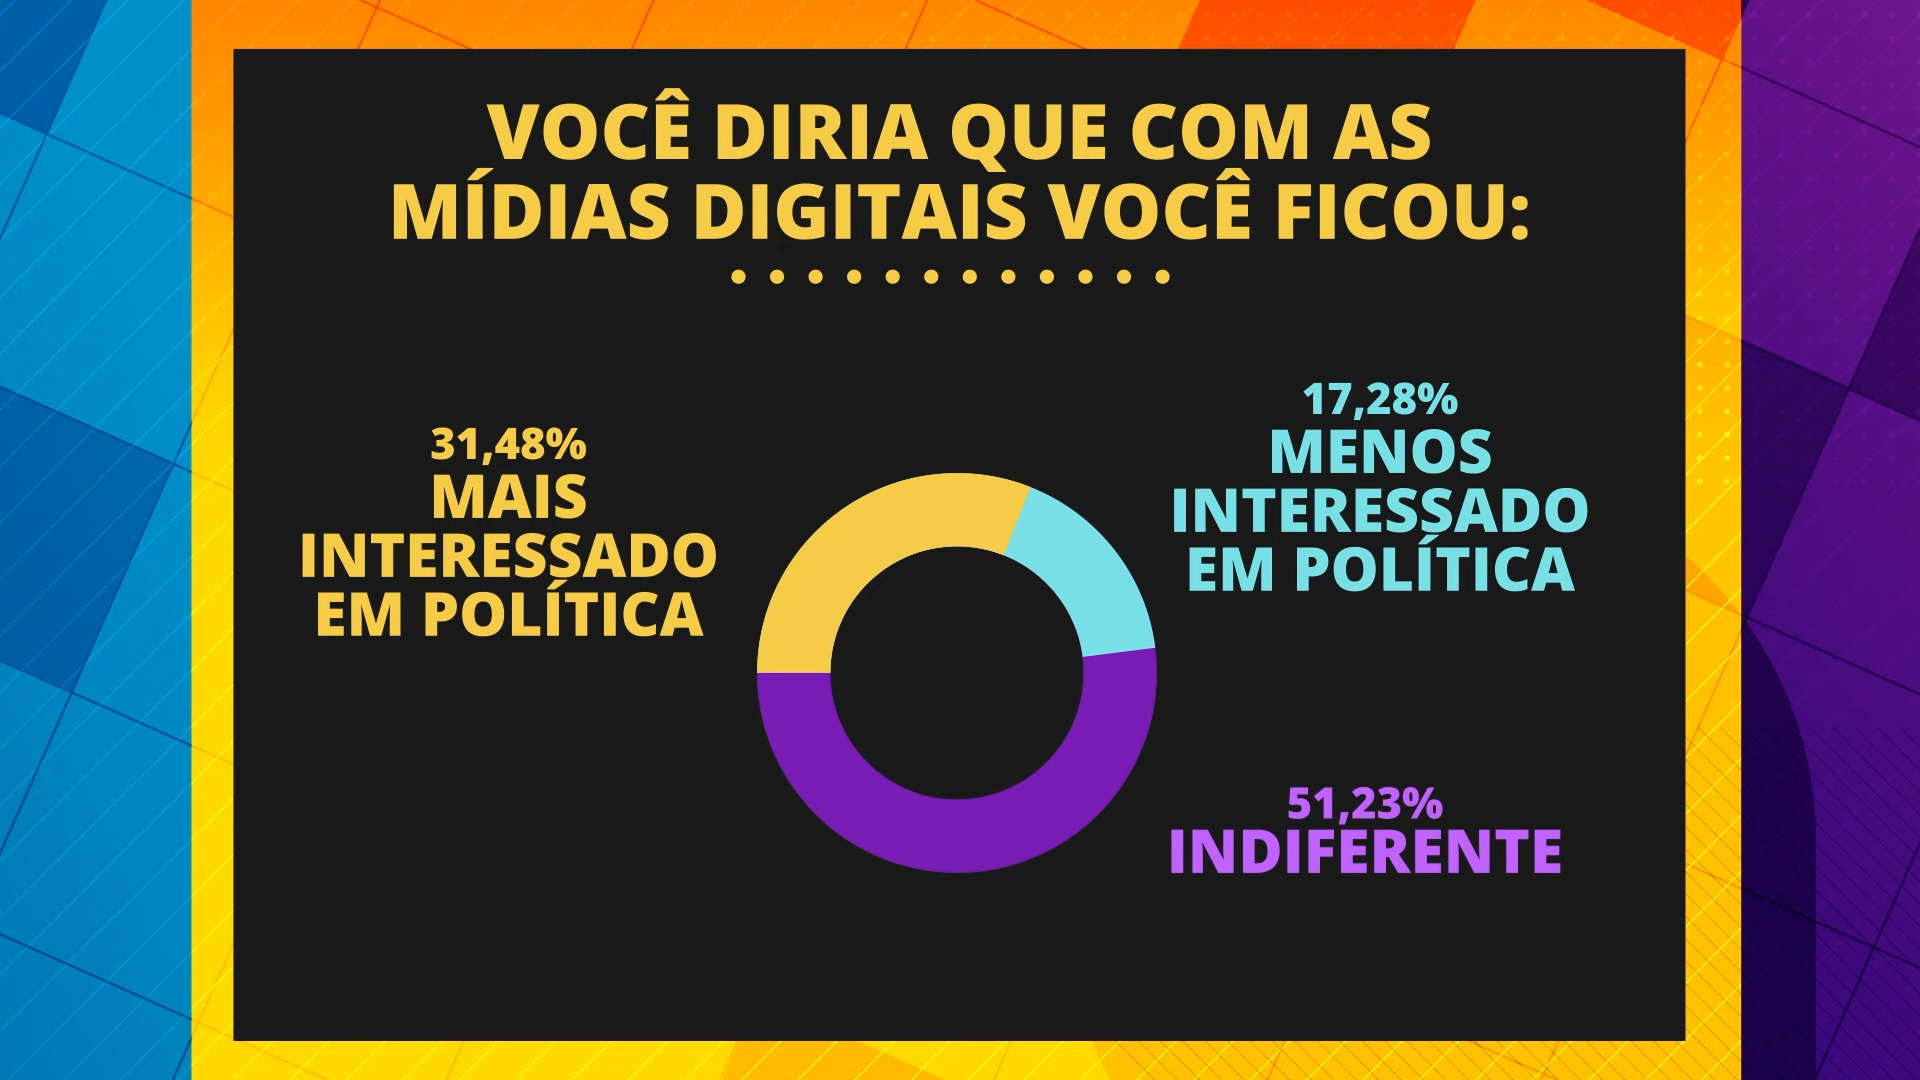 VOCÊ DIRIA QUE COM AS
MÍDIAS DIGITAIS VOCÊ FICOU:
31,48%
MAIS
INTERESSADO
EM POLÍTICA
17,28%
MENOS
INTERESSADO
EM POLÍTICA
51,23%
INDIFERENTE